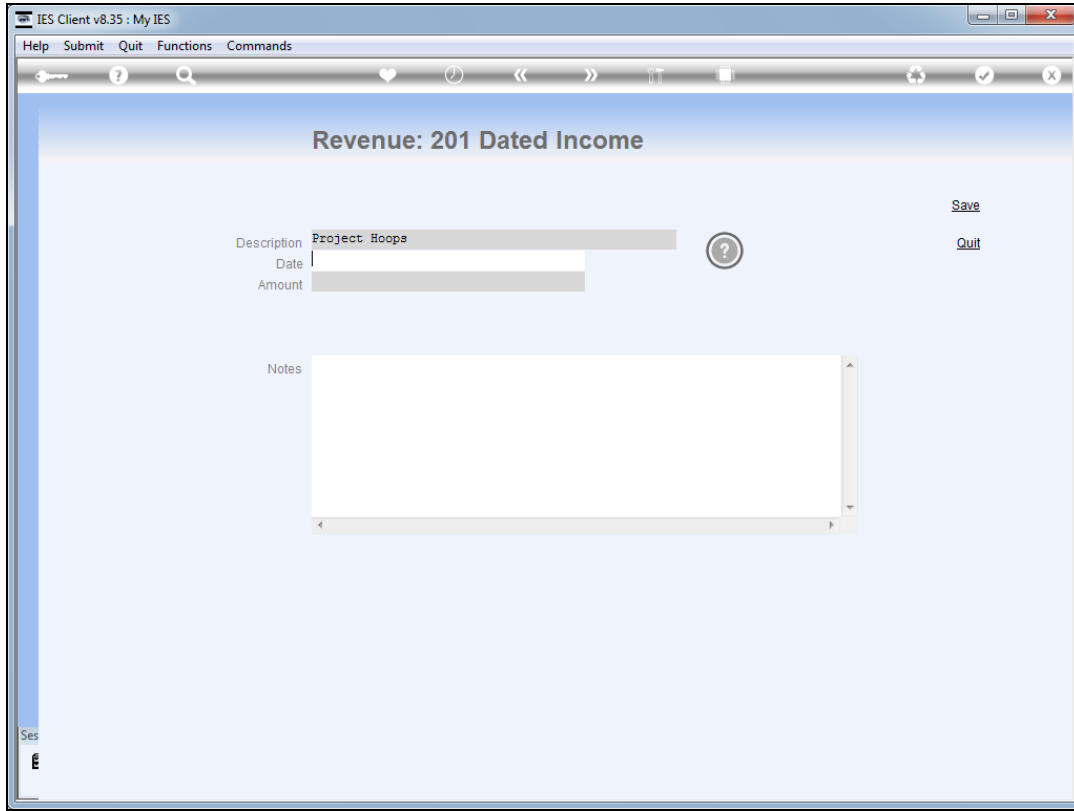 IES Client v8.35 : My IES
Help Submit Quit Functions Commands
Revenue: 201 Dated Income
Save
Description Project Hoops
Quit
Date
Amount
Notes
Ses